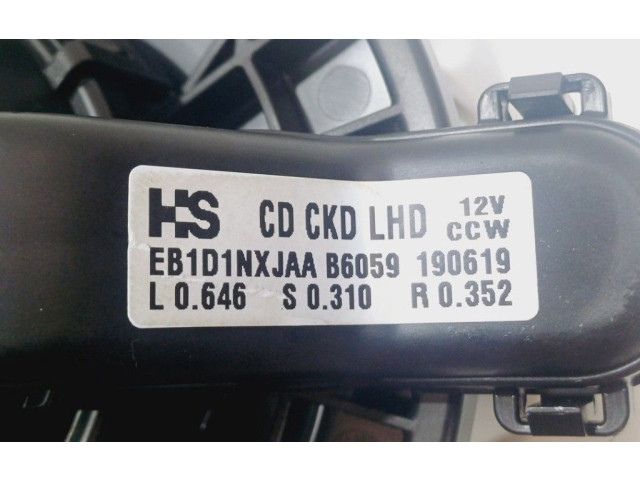 HS CD CKD LHD 12V CCW
EB1D1NXJAA B6059 190619
L 0.646 S 0.310 R 0.352